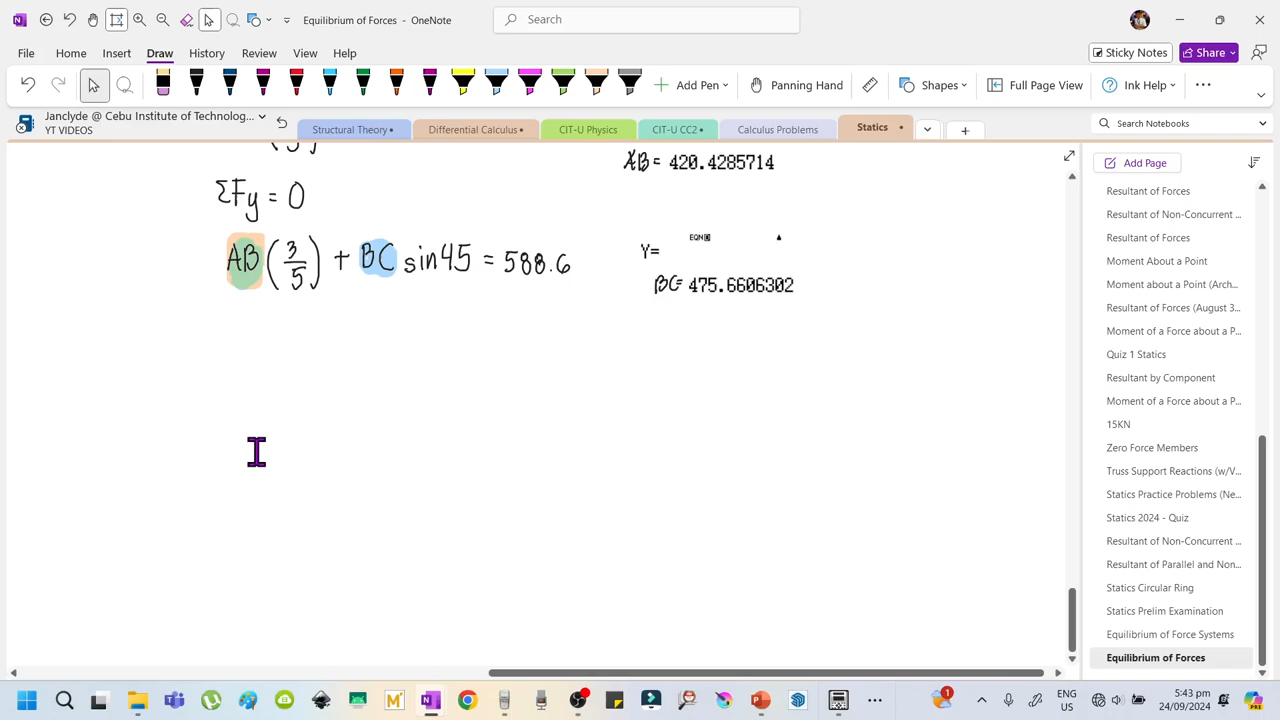 Equilibrium of Forces - OneNote
Search
File Home Insert Draw History Review View Help
Sticky Notes Share
Add Pen Panning Hand Shapes Full Page View Ink Help
Janclyde @ Cebu Institute of Technolog...
YT VIDEOS
Structural Theory • Differential Calculus • CIT-U Physics CIT-U CC2 • Calculus Problems Statics •
Search Notebooks
Add Page
AB = 420.4285714
ΣFy = 0
AB (3/5) + BC sin45 = 588.6
EQN
Y=
BC= 475.6606302
Resultant of Forces
Resultant of Non-Concurrent ...
Resultant of Forces
Moment About a Point
Moment about a Point (Arch...
Resultant of Forces (August 3...
Moment of a Force about a P...
Quiz 1 Statics
Resultant by Component
Moment of a Force about a P...
15KN
Zero Force Members
Truss Support Reactions (w/V...
Statics Practice Problems (Ne...
Statics 2024 - Quiz
Resultant of Non-Concurrent ...
Resultant of Parallel and Non...
Statics Circular Ring
Statics Prelim Examination
Equilibrium of Force Systems
Equilibrium of Forces
1
ENG
US
5:43 pm
24/09/2024